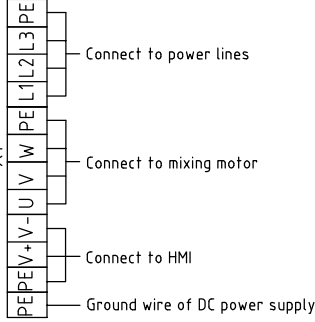 PE
L3
L2
L1
Connect to power lines
PE
W
V
U
Connect to mixing motor
V-
V+
PE
Connect to HMI
PE
Ground wire of DC power supply